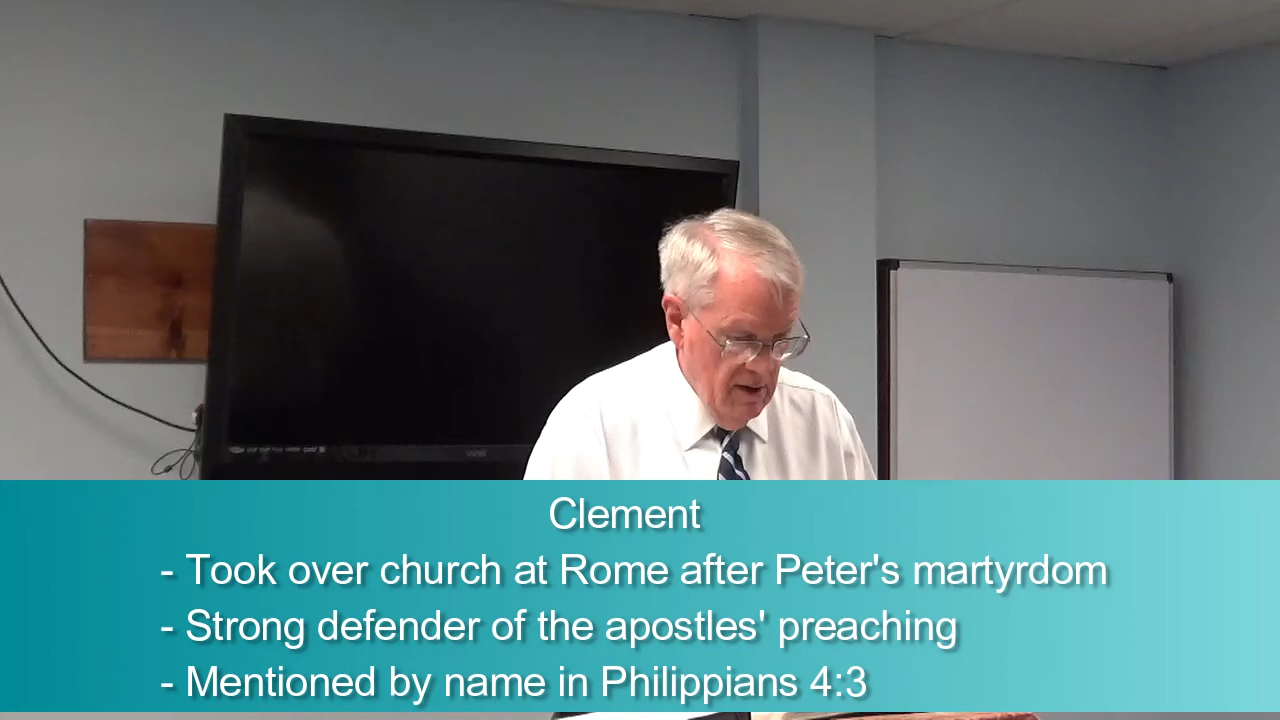 Clement
- Took over church at Rome after Peter's martyrdom
- Strong defender of the apostles' preaching
- Mentioned by name in Philippians 4:3